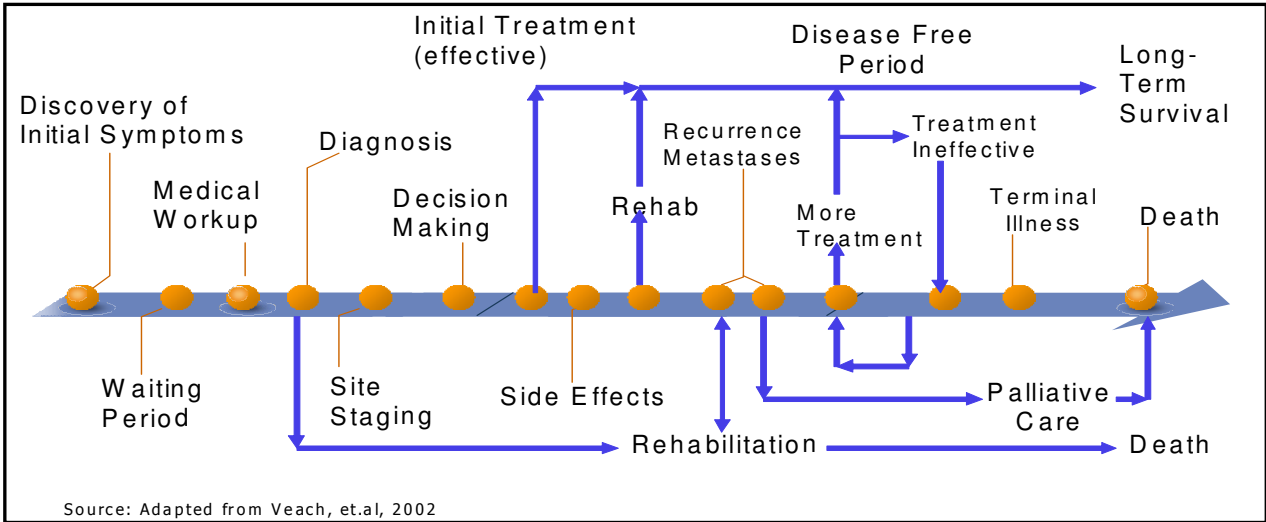 Initial Treatment
(effective)
Disease Free
Period
Long-
Term
Survival
Discovery of
Initial Symptoms
Diagnosis
Recurrence
Metastases
Treatment
Ineffective
Medical
Workup
Decision
Making
Rehab
More
Treatment
Terminal
Illness
Death
Waiting
Period
Site
Staging
Side Effects
Palliative
Care
Rehabilitation
Death
Source: Adapted from Veach, et.al, 2002